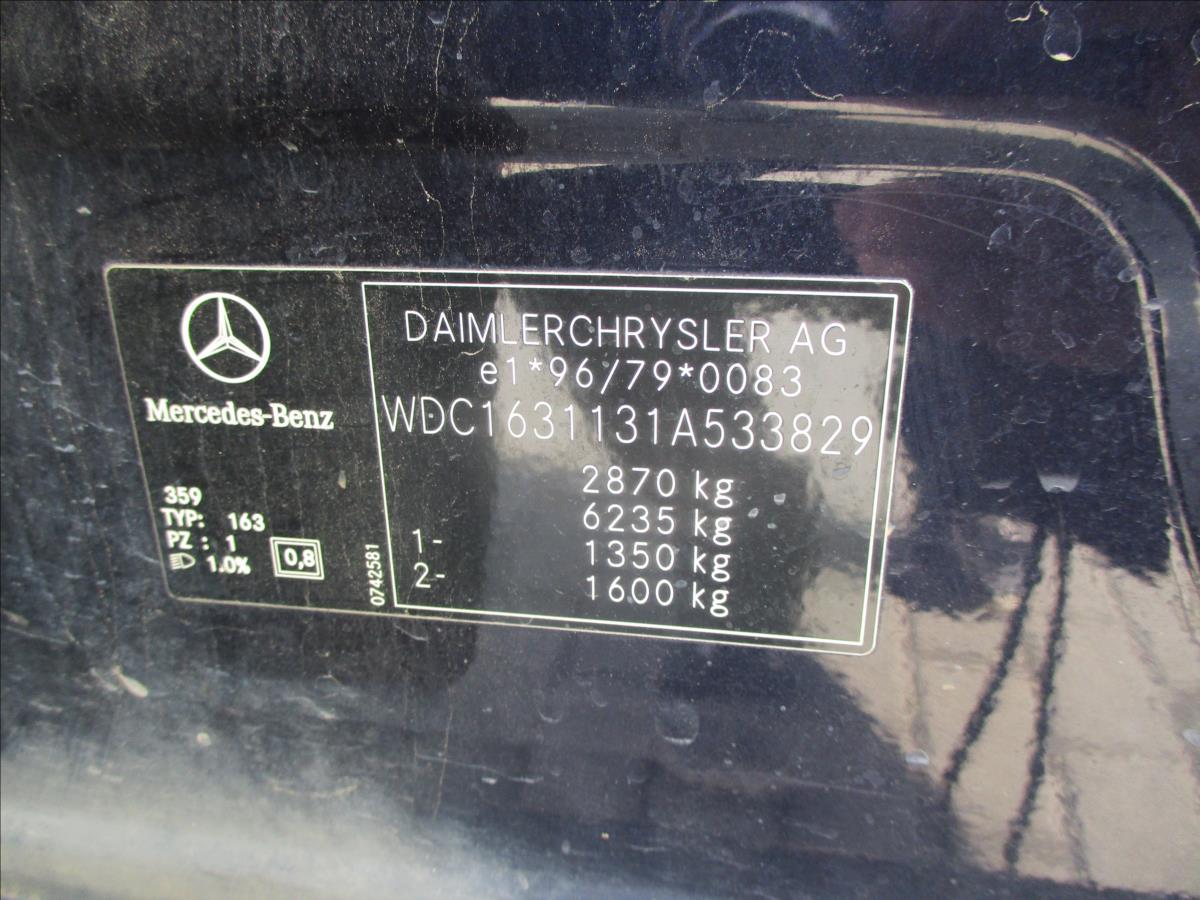 Mercedes-Benz
359
TYP: 163
PZ : 1
1.0%
0,8
0742581
DAIMLERCHRYSLER AG
e1*96/79*0083
WDC1631131A533829
2870 kg
6235 kg
1- 1350 kg
2- 1600 kg